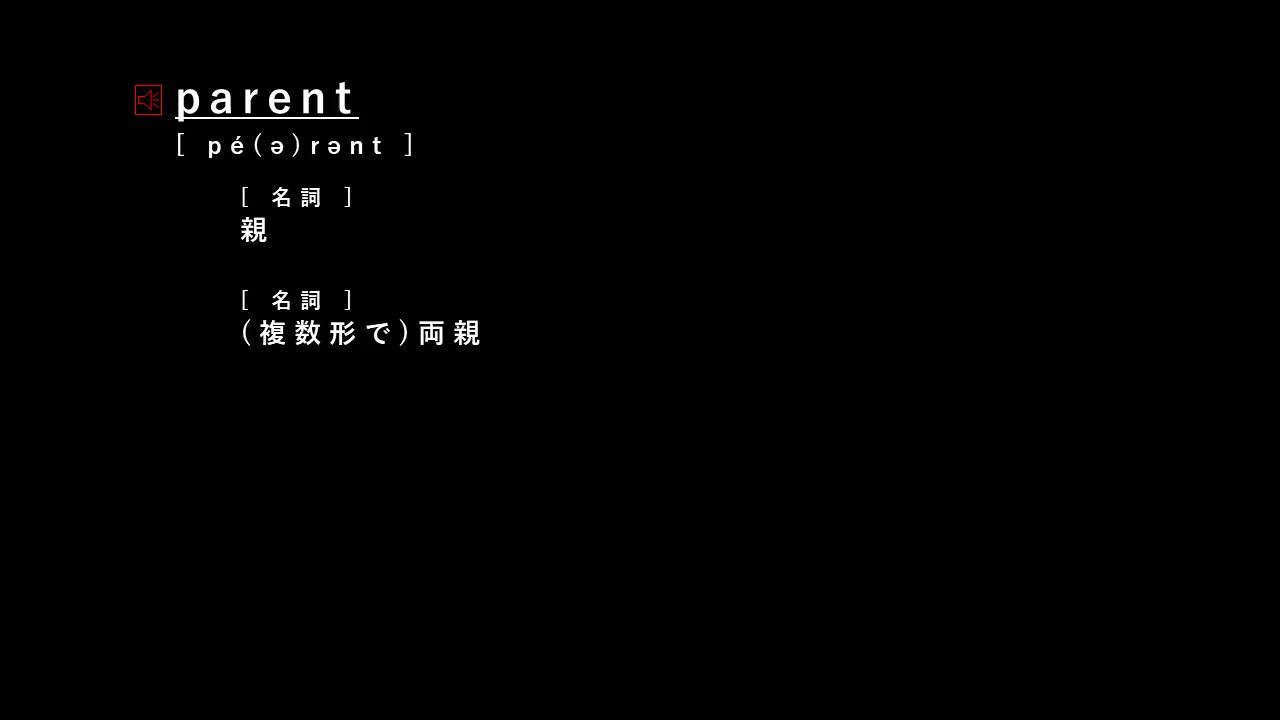 parent
[ pé(ə)rənt ]
[ 名詞 ]
親
[ 名詞 ]
(複数形で)両親